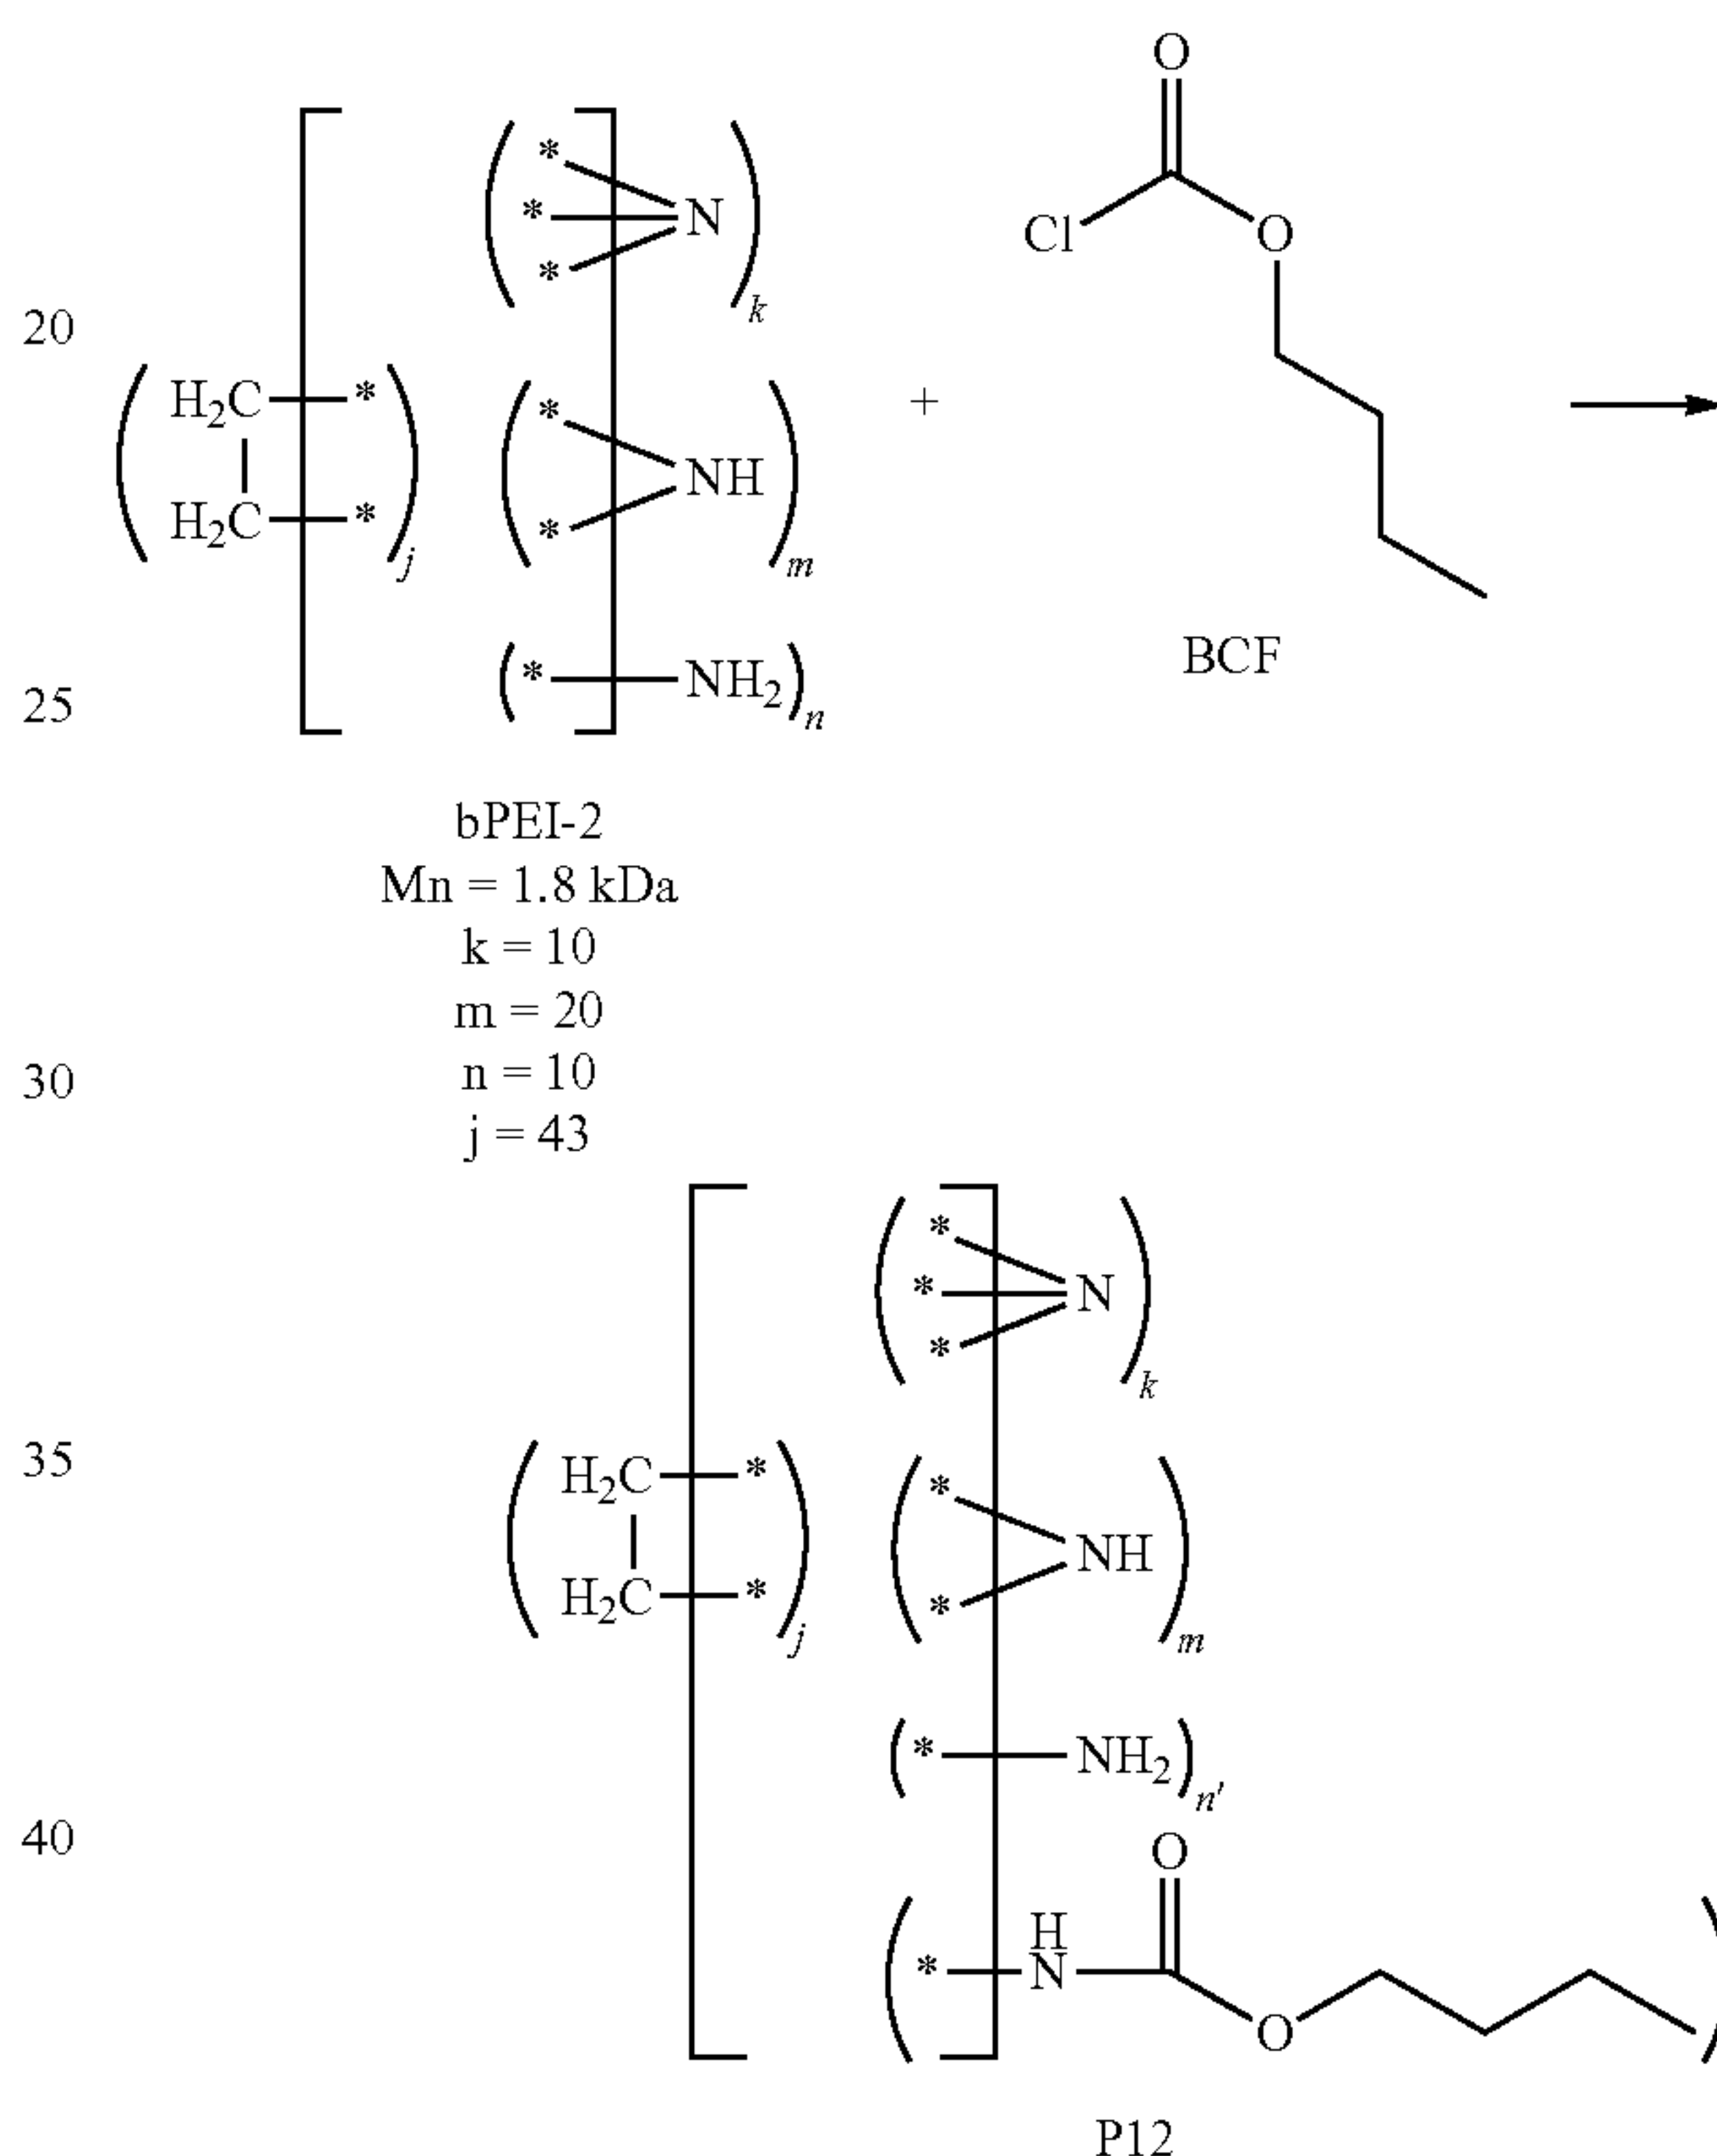 O
*
* N
*
k
Cl O
20
H₂C *
H₂C *
j
*
NH
*
m
+
BCF
25
* NH₂
n
bPEI-2
Mn = 1.8 kDa
k = 10
m = 20
30
n = 10
j = 43
*
* N
*
k
35
H₂C *
H₂C *
j
*
NH
*
m
* NH₂
n'
40
O
* H
N
O
P12